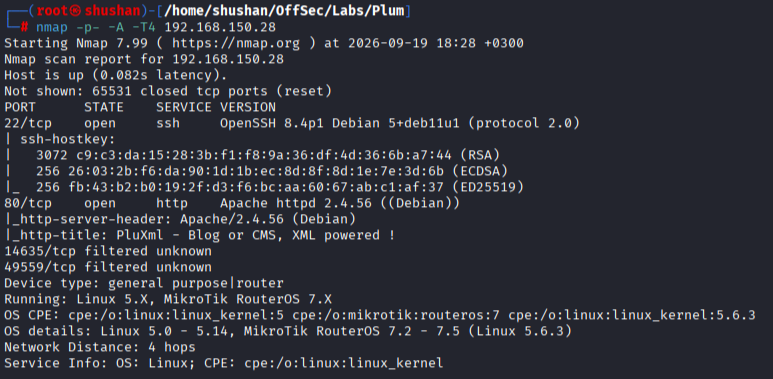 ┌──(root㉿shushan)-[/home/shushan/OffSec/Labs/Plum]
└─# nmap -p- -A -T4 192.168.150.28
Starting Nmap 7.99 ( https://nmap.org ) at 2026-09-19 18:28 +0300
Nmap scan report for 192.168.150.28
Host is up (0.082s latency).
Not shown: 65531 closed tcp ports (reset)
PORT      STATE    SERVICE VERSION
22/tcp    open     ssh     OpenSSH 8.4p1 Debian 5+deb11u1 (protocol 2.0)
| ssh-hostkey:
|   3072 c9:c3:da:15:28:3b:f1:f8:9a:36:df:4d:36:6b:a7:44 (RSA)
|   256 26:03:2b:f6:da:90:1d:1b:ec:8d:8f:8d:1e:7e:3d:6b (ECDSA)
|_  256 fb:43:b2:b0:19:2f:d3:f6:bc:aa:60:67:ab:c1:af:37 (ED25519)
80/tcp    open     http    Apache httpd 2.4.56 ((Debian))
|_http-server-header: Apache/2.4.56 (Debian)
|_http-title: PluXml - Blog or CMS, XML powered !
14635/tcp filtered unknown
49559/tcp filtered unknown
Device type: general purpose|router
Running: Linux 5.X, MikroTik RouterOS 7.X
OS CPE: cpe:/o:linux:linux_kernel:5 cpe:/o:mikrotik:routeros:7 cpe:/o:linux:linux_kernel:5.6.3
OS details: Linux 5.0 - 5.14, MikroTik RouterOS 7.2 - 7.5 (Linux 5.6.3)
Network Distance: 4 hops
Service Info: OS: Linux; CPE: cpe:/o:linux:linux_kernel